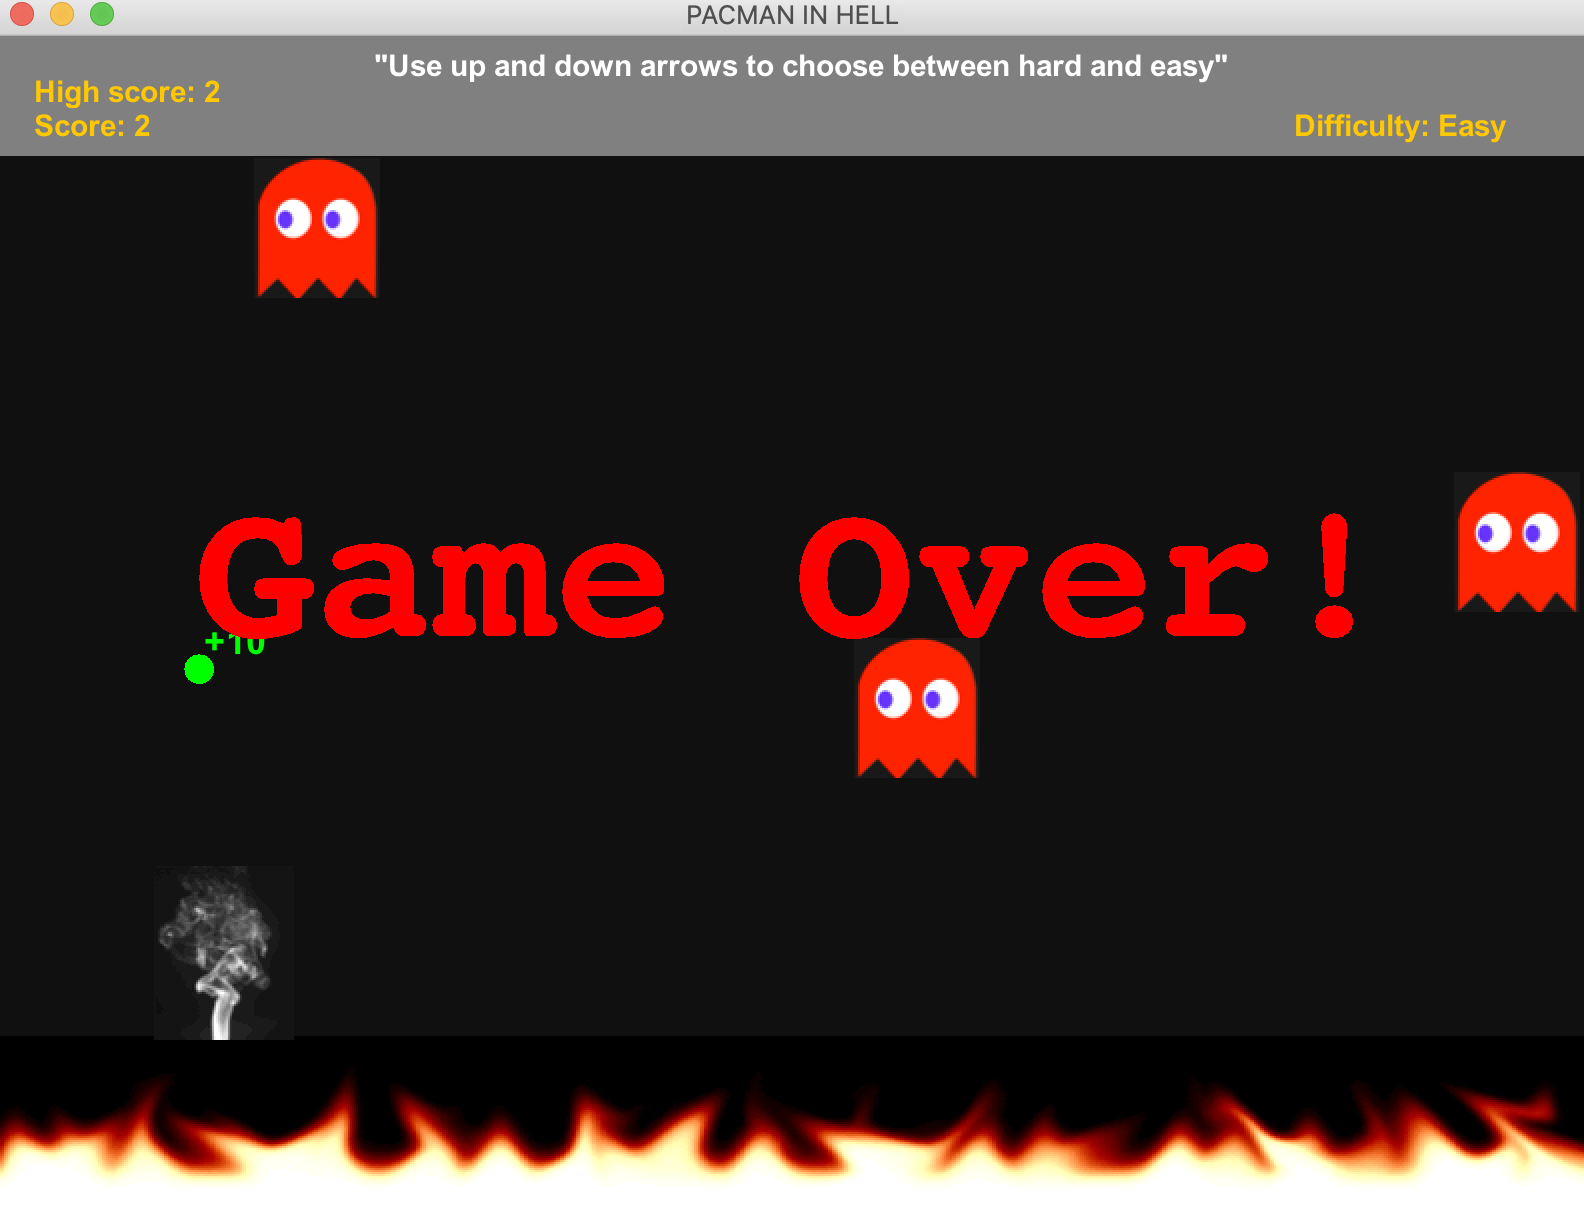 PACMAN IN HELL
"Use up and down arrows to choose between hard and easy"
High score: 2
Score: 2
Difficulty: Easy
Game Over!
+10